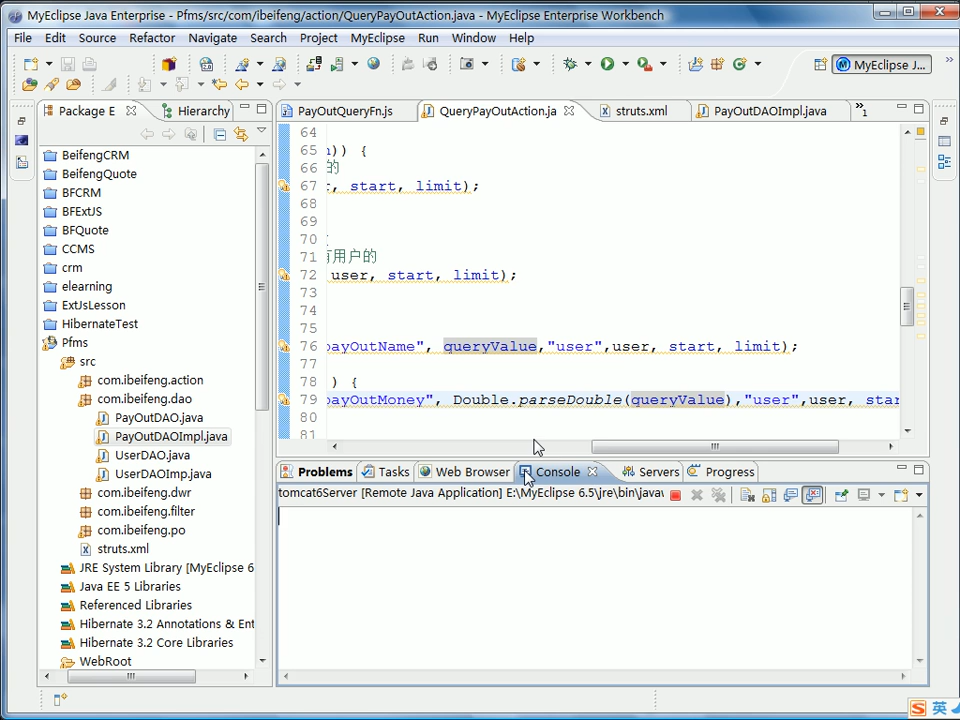 MyEclipse Java Enterprise - Pfms/src/com/ibeifeng/action/QueryPayOutAction.java - MyEclipse Enterprise Workbench
File Edit Source Refactor Navigate Search Project MyEclipse Run Window Help
MyEclipse J...
Package E Hierarchy
BeifengCRM
BeifengQuote
BFCRM
BFExtJS
BFQuote
CCMS
crm
elearning
ExtJsLesson
HibernateTest
Pfms
src
com.ibeifeng.action
com.ibeifeng.dao
PayOutDAO.java
PayOutDAOImpl.java
UserDAO.java
UserDAOImp.java
com.ibeifeng.dwr
com.ibeifeng.filter
com.ibeifeng.po
struts.xml
JRE System Library [MyEclipse 6
Java EE 5 Libraries
Referenced Libraries
Hibernate 3.2 Annotations & Ent
Hibernate 3.2 Core Libraries
WebRoot
PayOutQueryFn.js QueryPayOutAction.ja struts.xml PayOutDAOImpl.java »1
64
65 )) {
66 的
67 , start, limit);
68
69
70
71 有用户的
72 user, start, limit);
73
74
75
76 payOutName", queryValue,"user",user, start, limit);
77
78 ) {
79 payOutMoney", Double.parseDouble(queryValue),"user",user, star
80
81
Problems Tasks Web Browser Console Servers Progress
tomcat6Server [Remote Java Application] E:\MyEclipse 6.5\jre\bin\javaw
英